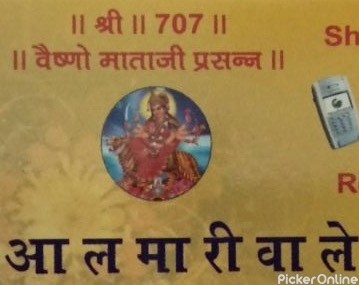 ॥ श्री ॥ 707 ॥
Sh
॥ वैष्णो माताजी प्रसन्न ॥
R
आ ल मा री वा ले
PickerOnline